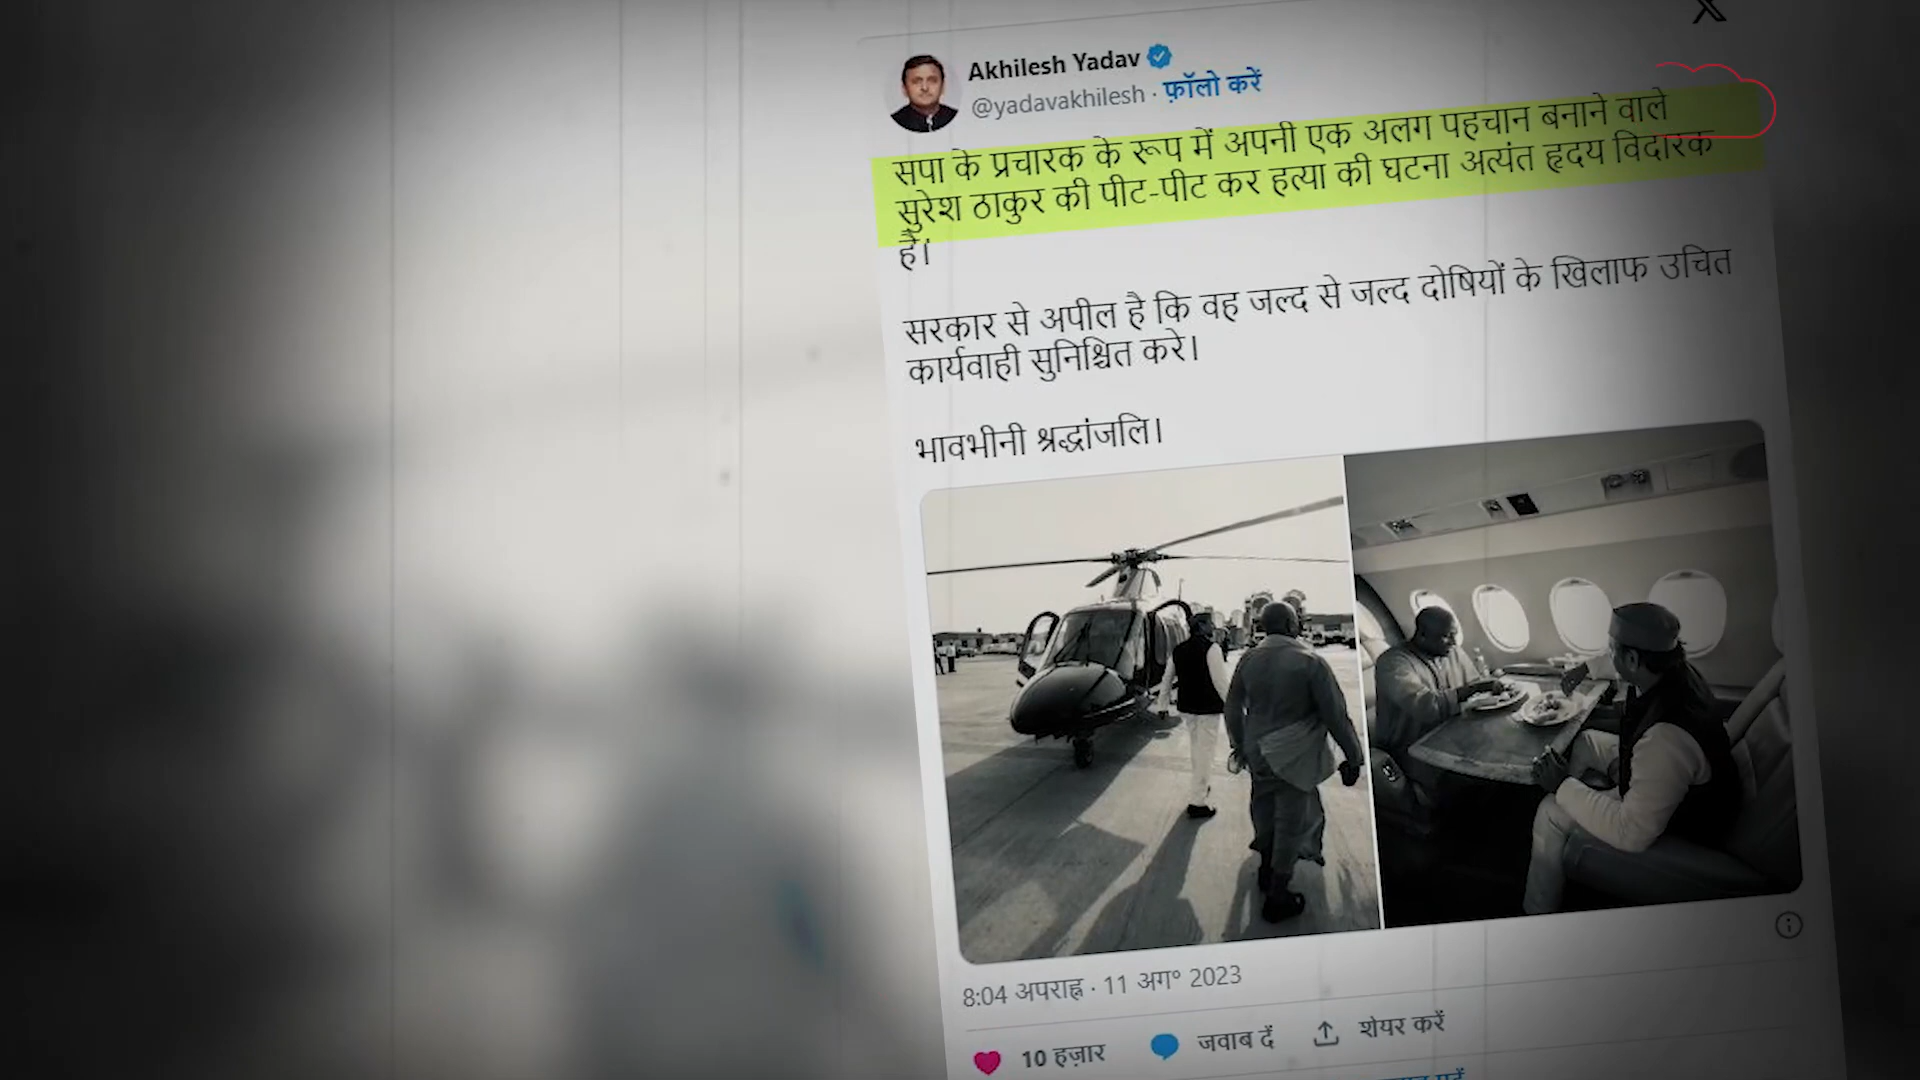 Akhilesh Yadav
@yadavakhilesh · फ़ॉलो करें
सपा के प्रचारक के रूप में अपनी एक अलग पहचान बनाने वाले
सुरेश ठाकुर की पीट-पीट कर हत्या की घटना अत्यंत हृदय विदारक
है।
सरकार से अपील है कि वह जल्द से जल्द दोषियों के खिलाफ उचित
कार्यवाही सुनिश्चित करे।
भावभीनी श्रद्धांजलि।
8:04 अपराह्न · 11 अग॰ 2023
10 हज़ार जवाब दें शेयर करें